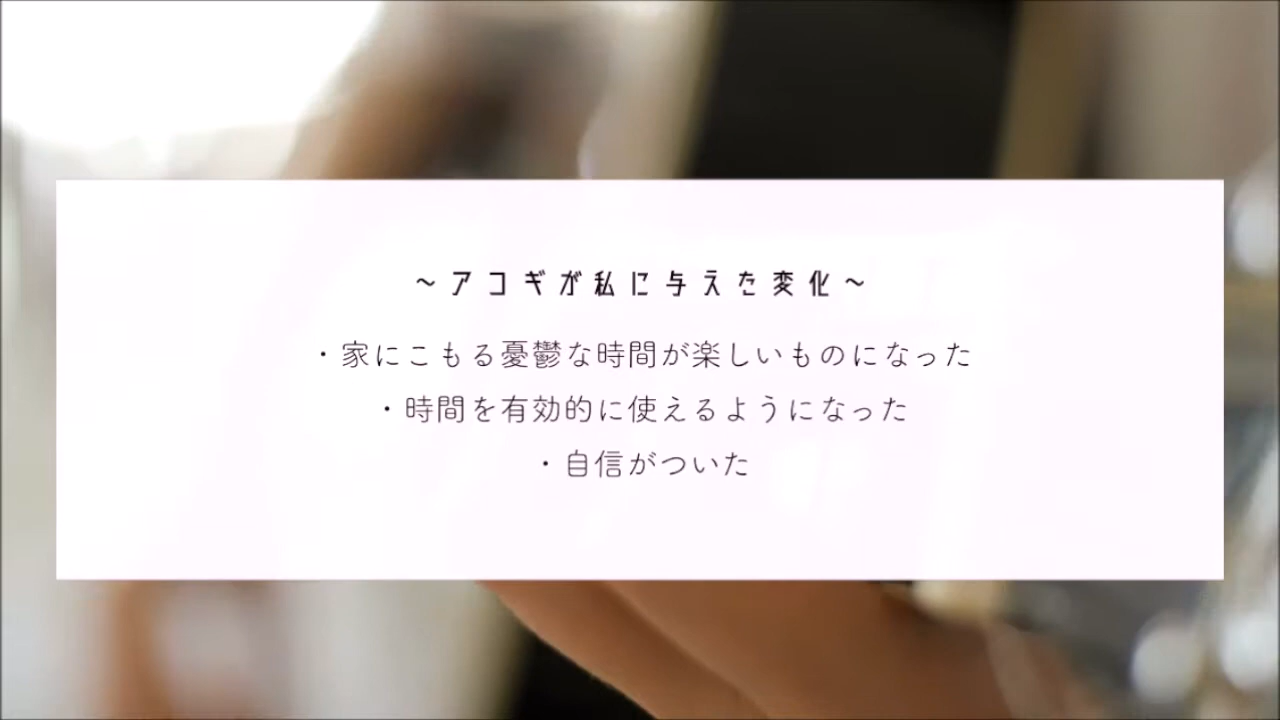 ～アコギが私に与えた変化～
・家にこもる憂鬱な時間が楽しいものになった
・時間を有効的に使えるようになった
・自信がついた